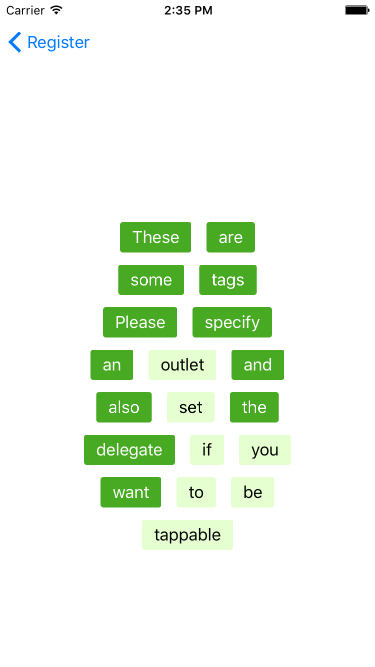 Carrier 2:35 PM
Register
These are
some tags
Please specify
an outlet and
also set the
delegate if you
want to be
tappable